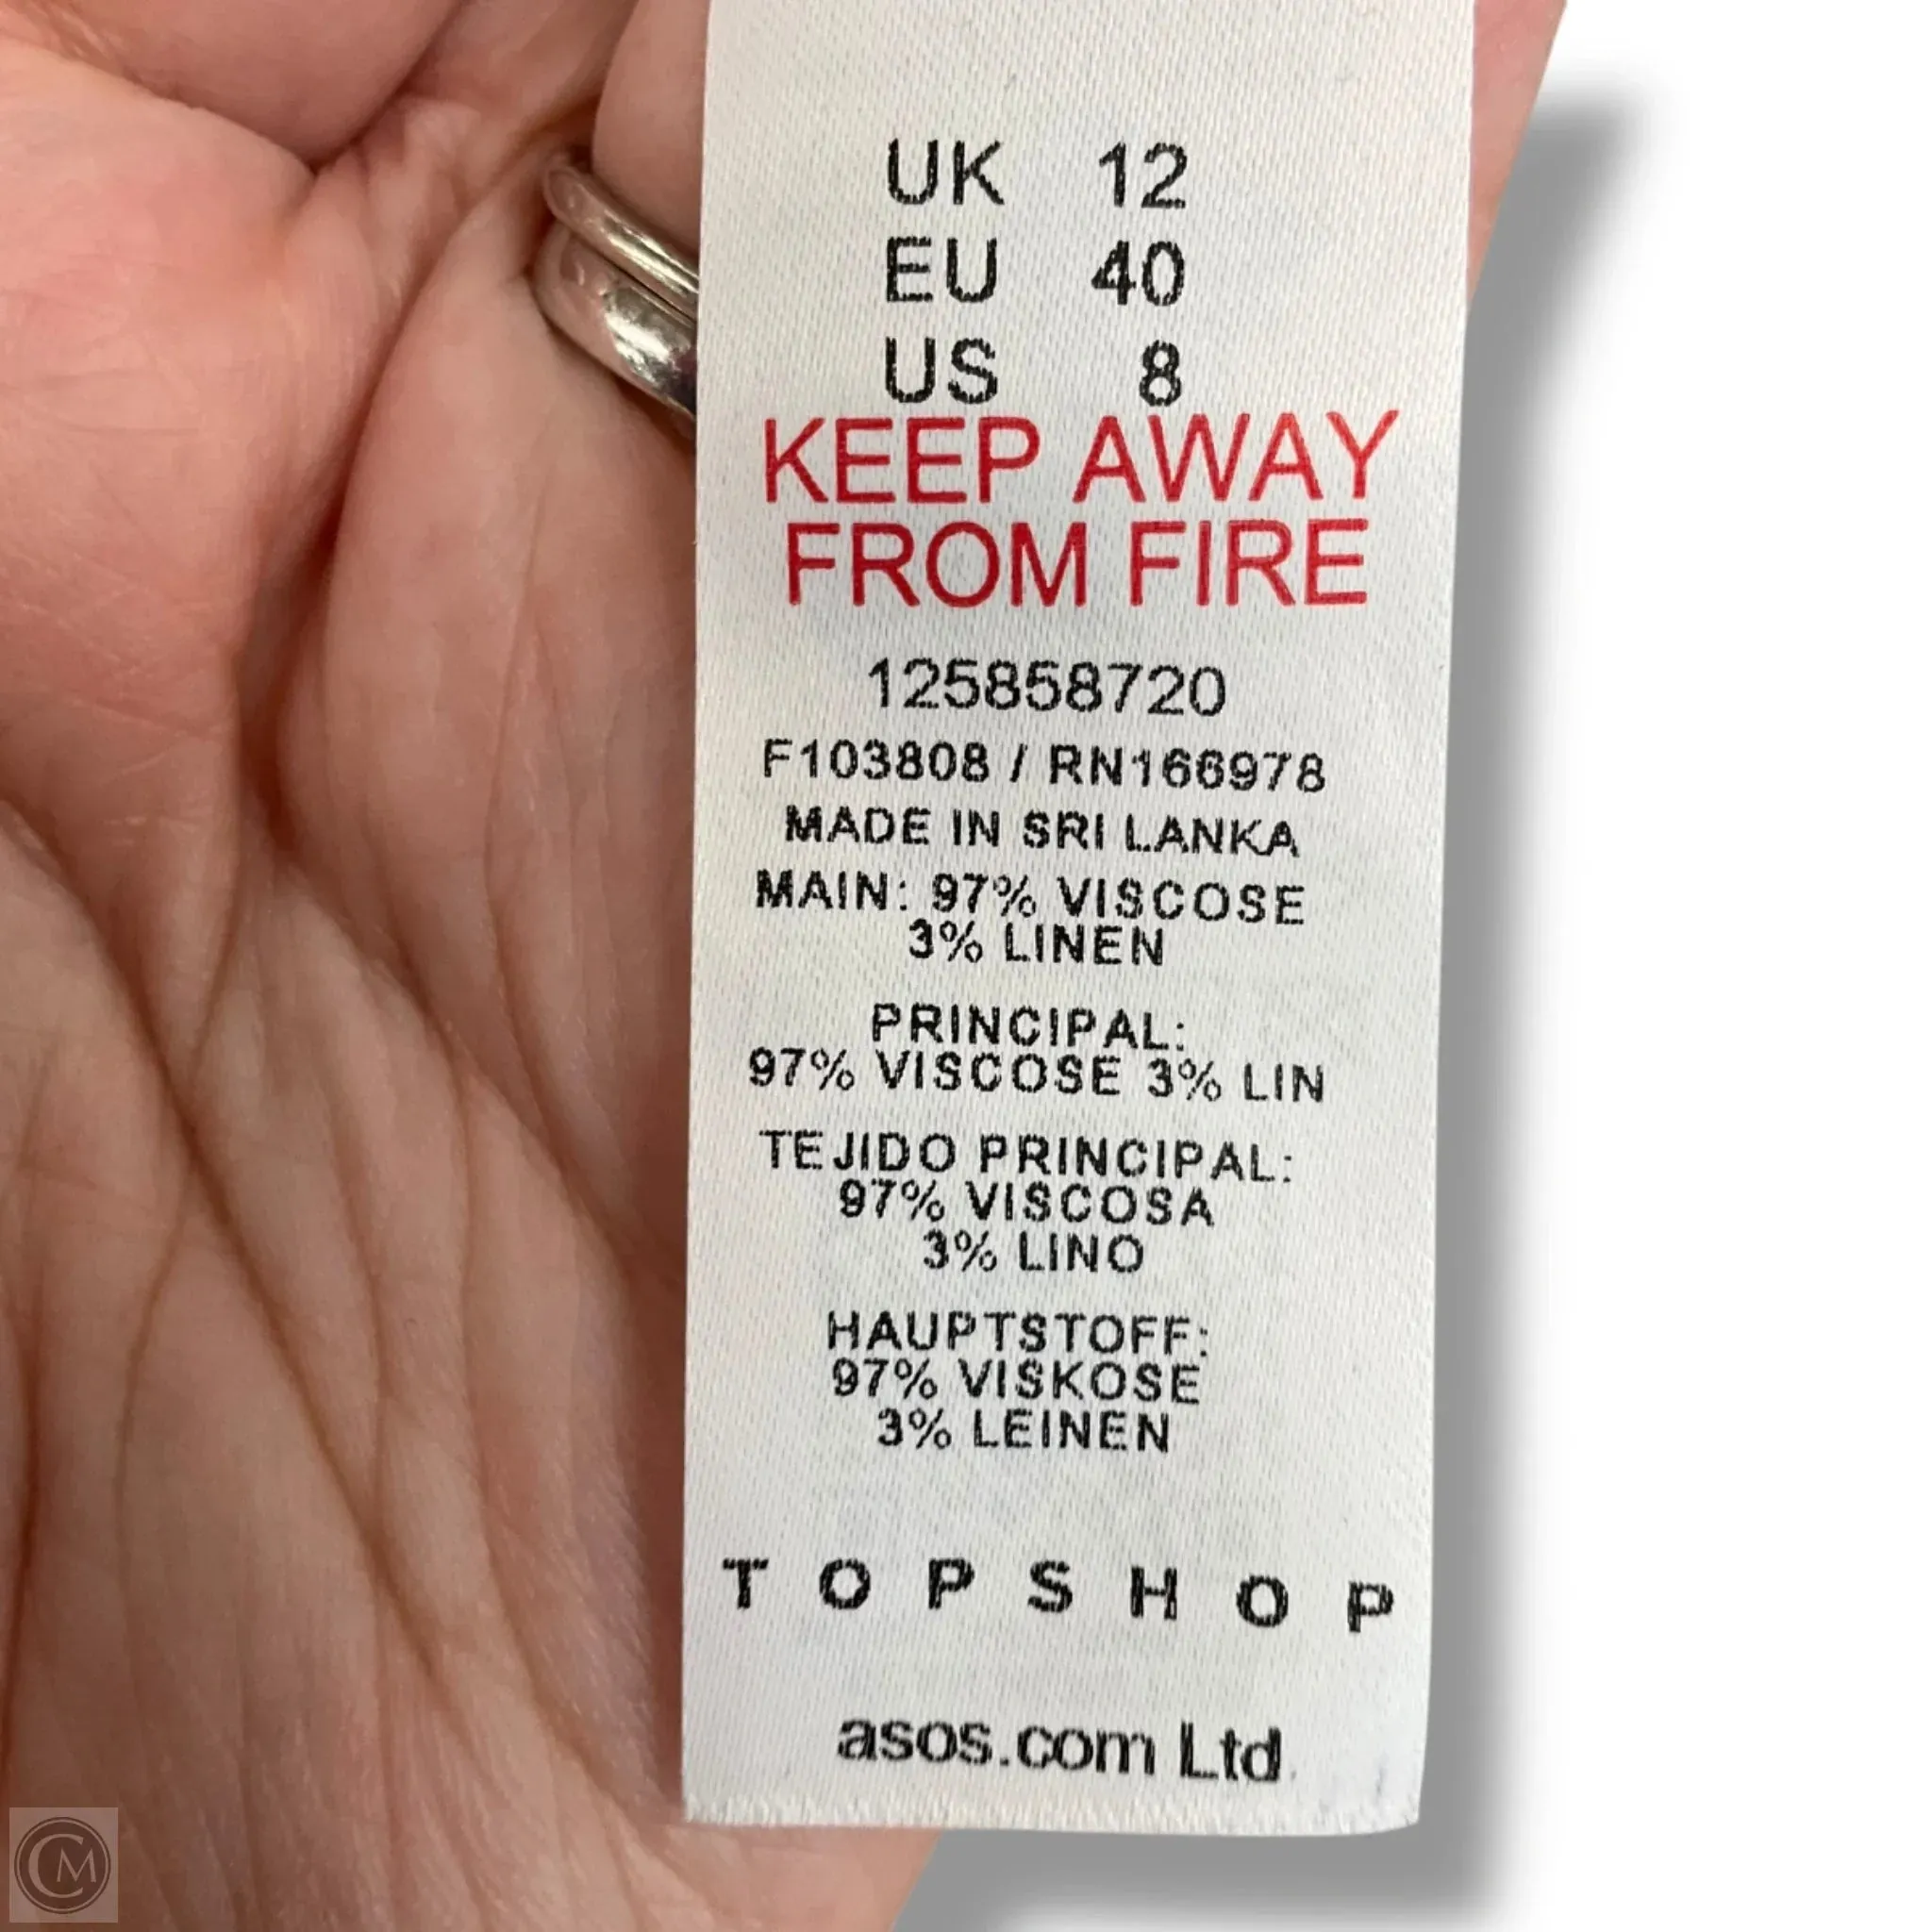 UK 12
EU 40
US 8
KEEP AWAY
FROM FIRE
125858720
F103808 / RN166978
MADE IN SRI LANKA
MAIN: 97% VISCOSE
3% LINEN
PRINCIPAL:
97% VISCOSE 3% LIN
TEJIDO PRINCIPAL:
97% VISCOSA
3% LINO
HAUPTSTOFF:
97% VISKOSE
3% LEINEN
TOPSHOP
asos.com Ltd
CM